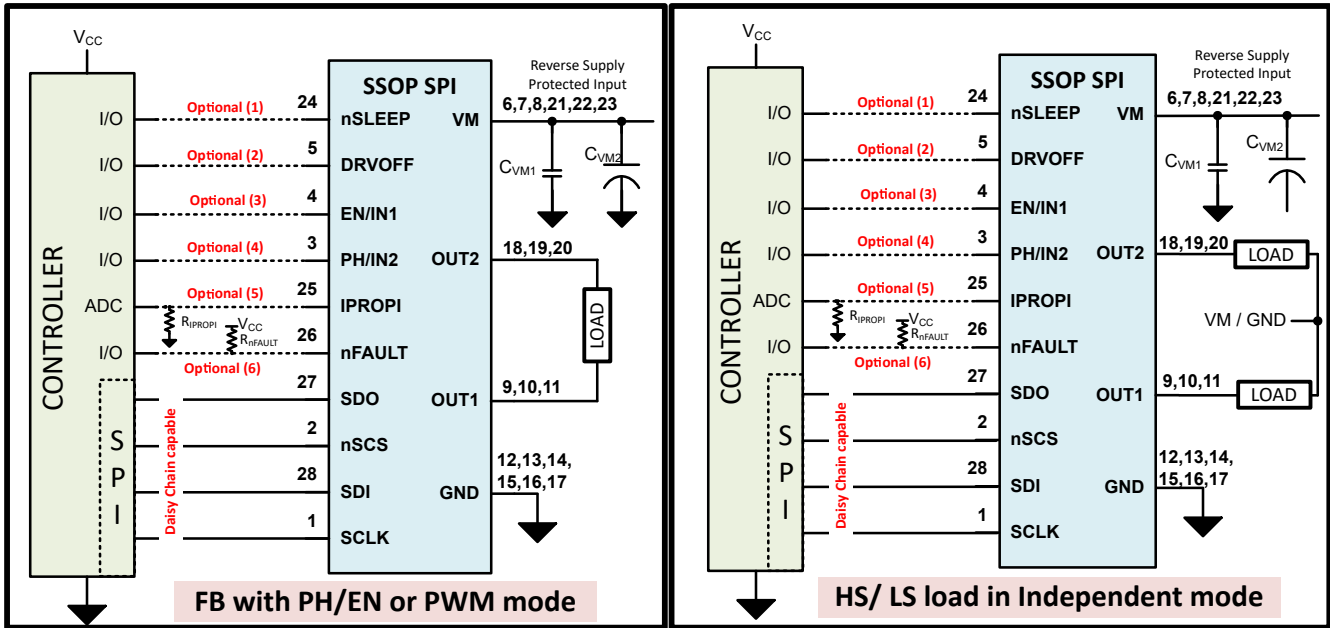 VCC
CONTROLLER
I/O
Optional (1)
24
nSLEEP
I/O
Optional (2)
5
DRVOFF
I/O
Optional (3)
4
EN/IN1
I/O
Optional (4)
3
PH/IN2
ADC
Optional (5)
25
IPROPI
RIPROPI
VCC
RnFAULT
I/O
26
nFAULT
Optional (6)
SPI
Daisy Chain capable
27
SDO
2
nSCS
28
SDI
1
SCLK
SSOP SPI
VM
Reverse Supply
Protected Input
6,7,8,21,22,23
CVM1
CVM2
OUT2
18,19,20
LOAD
OUT1
9,10,11
GND
12,13,14,
15,16,17
FB with PH/EN or PWM mode
VCC
CONTROLLER
I/O
Optional (1)
24
nSLEEP
I/O
Optional (2)
5
DRVOFF
I/O
Optional (3)
4
EN/IN1
I/O
Optional (4)
3
PH/IN2
ADC
Optional (5)
25
IPROPI
RIPROPI
VCC
RnFAULT
I/O
26
nFAULT
Optional (6)
SPI
Daisy Chain capable
27
SDO
2
nSCS
28
SDI
1
SCLK
SSOP SPI
VM
Reverse Supply
Protected Input
6,7,8,21,22,23
CVM1
CVM2
OUT2
18,19,20
LOAD
VM / GND
OUT1
9,10,11
LOAD
GND
12,13,14,
15,16,17
HS/ LS load in Independent mode